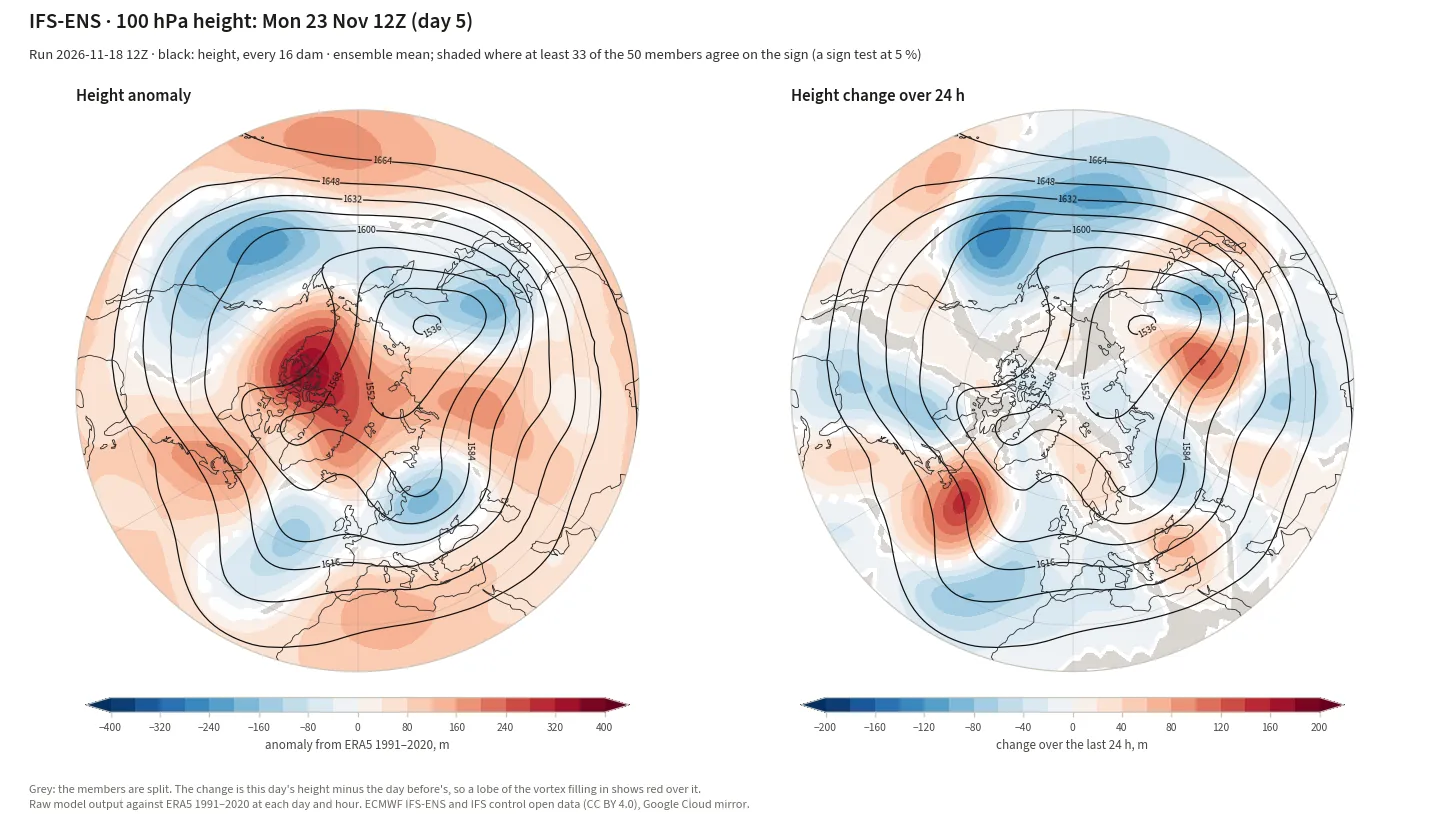 IFS-ENS · 100 hPa height: Mon 23 Nov 12Z (day 5)
Run 2026-11-18 12Z · black: height, every 16 dam · ensemble mean; shaded where at least 33 of the 50 members agree on the sign (a sign test at 5 %)
Height anomaly
Height change over 24 h
1664
1648
1632
1600
1536
1568
1552
1584
1616
1664
1648
1632
1600
1536
1568
1552
1584
1616
−400 −320 −240 −160 −80 0 80 160 240 320 400
anomaly from ERA5 1991–2020, m
−200 −160 −120 −80 −40 0 40 80 120 160 200
change over the last 24 h, m
Grey: the members are split. The change is this day's height minus the day before's, so a lobe of the vortex filling in shows red over it.
Raw model output against ERA5 1991–2020 at each day and hour. ECMWF IFS-ENS and IFS control open data (CC BY 4.0), Google Cloud mirror.